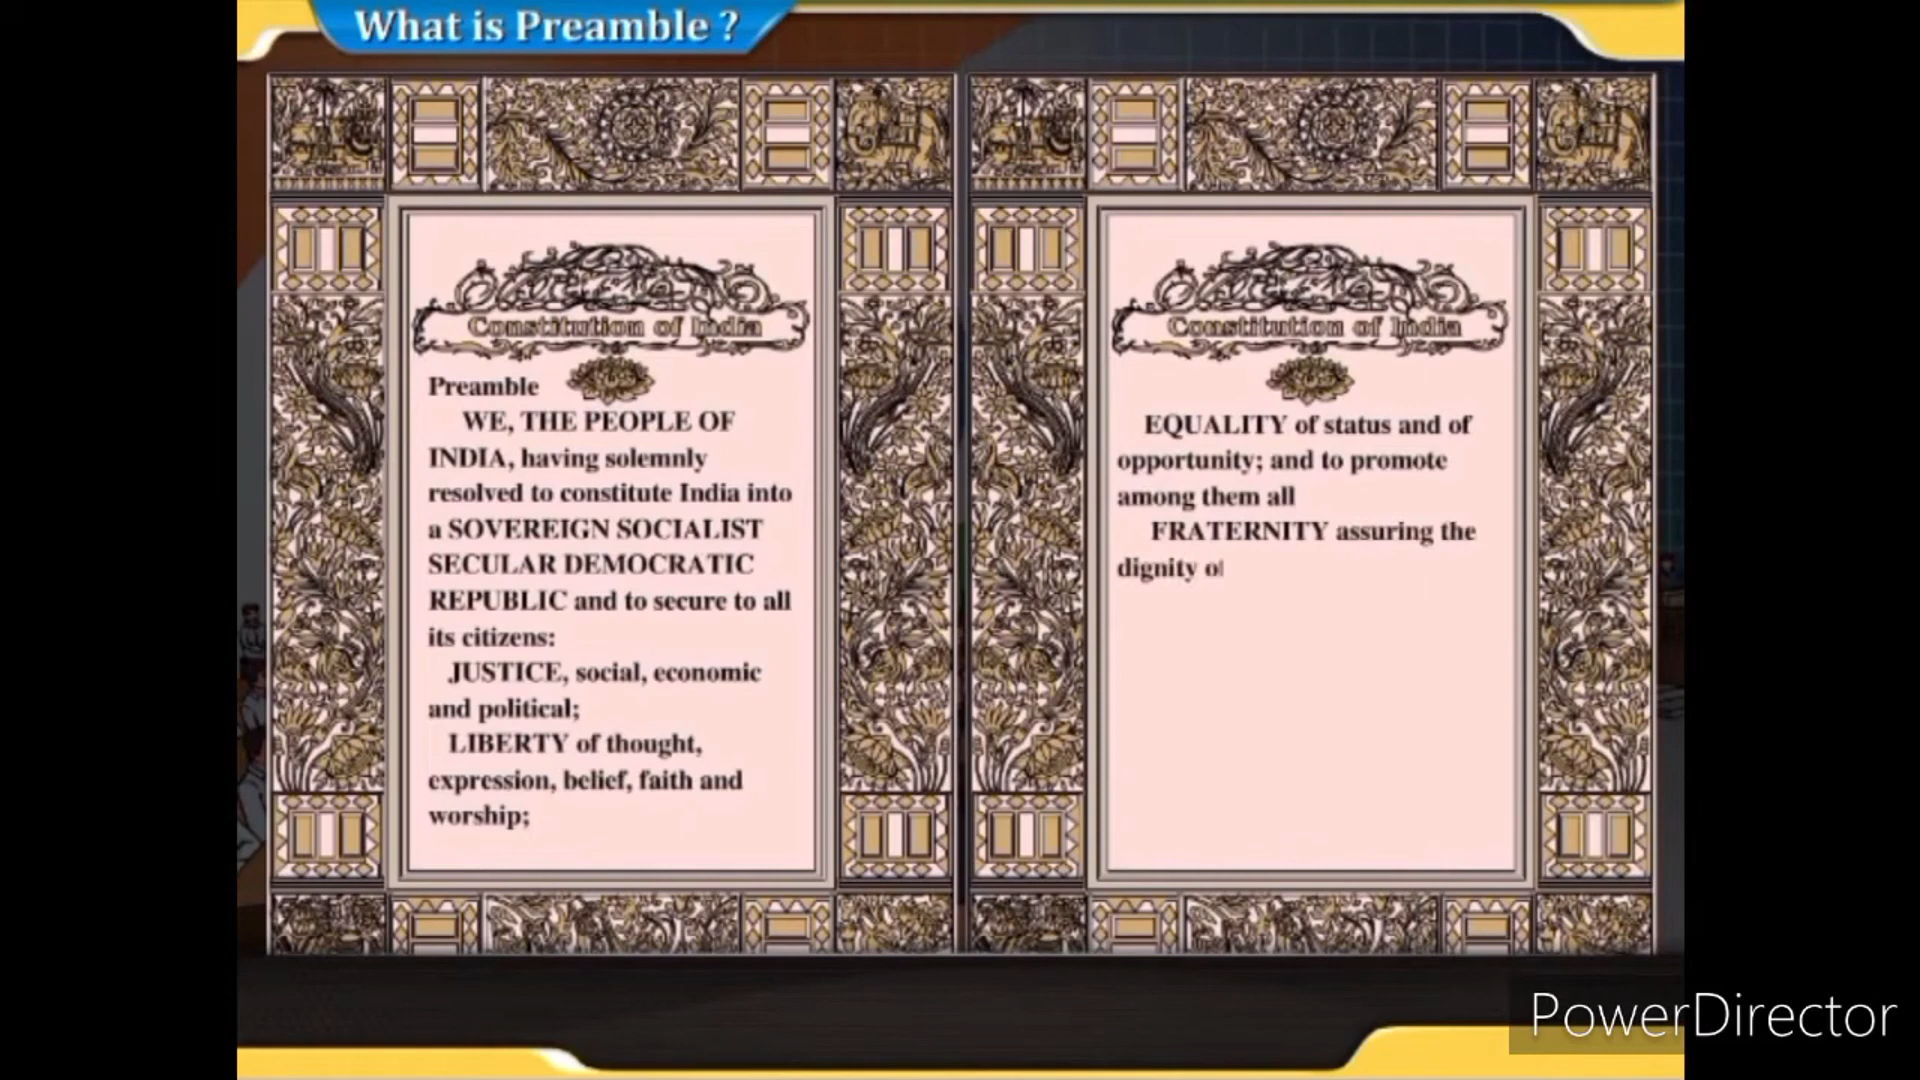 What is Preamble ?
Constitution of India
Preamble
WE, THE PEOPLE OF
INDIA, having solemnly
resolved to constitute India into
a SOVEREIGN SOCIALIST
SECULAR DEMOCRATIC
REPUBLIC and to secure to all
its citizens:
JUSTICE, social, economic
and political;
LIBERTY of thought,
expression, belief, faith and
worship;
Constitution of India
EQUALITY of status and of
opportunity; and to promote
among them all
FRATERNITY assuring the
dignity o
PowerDirector